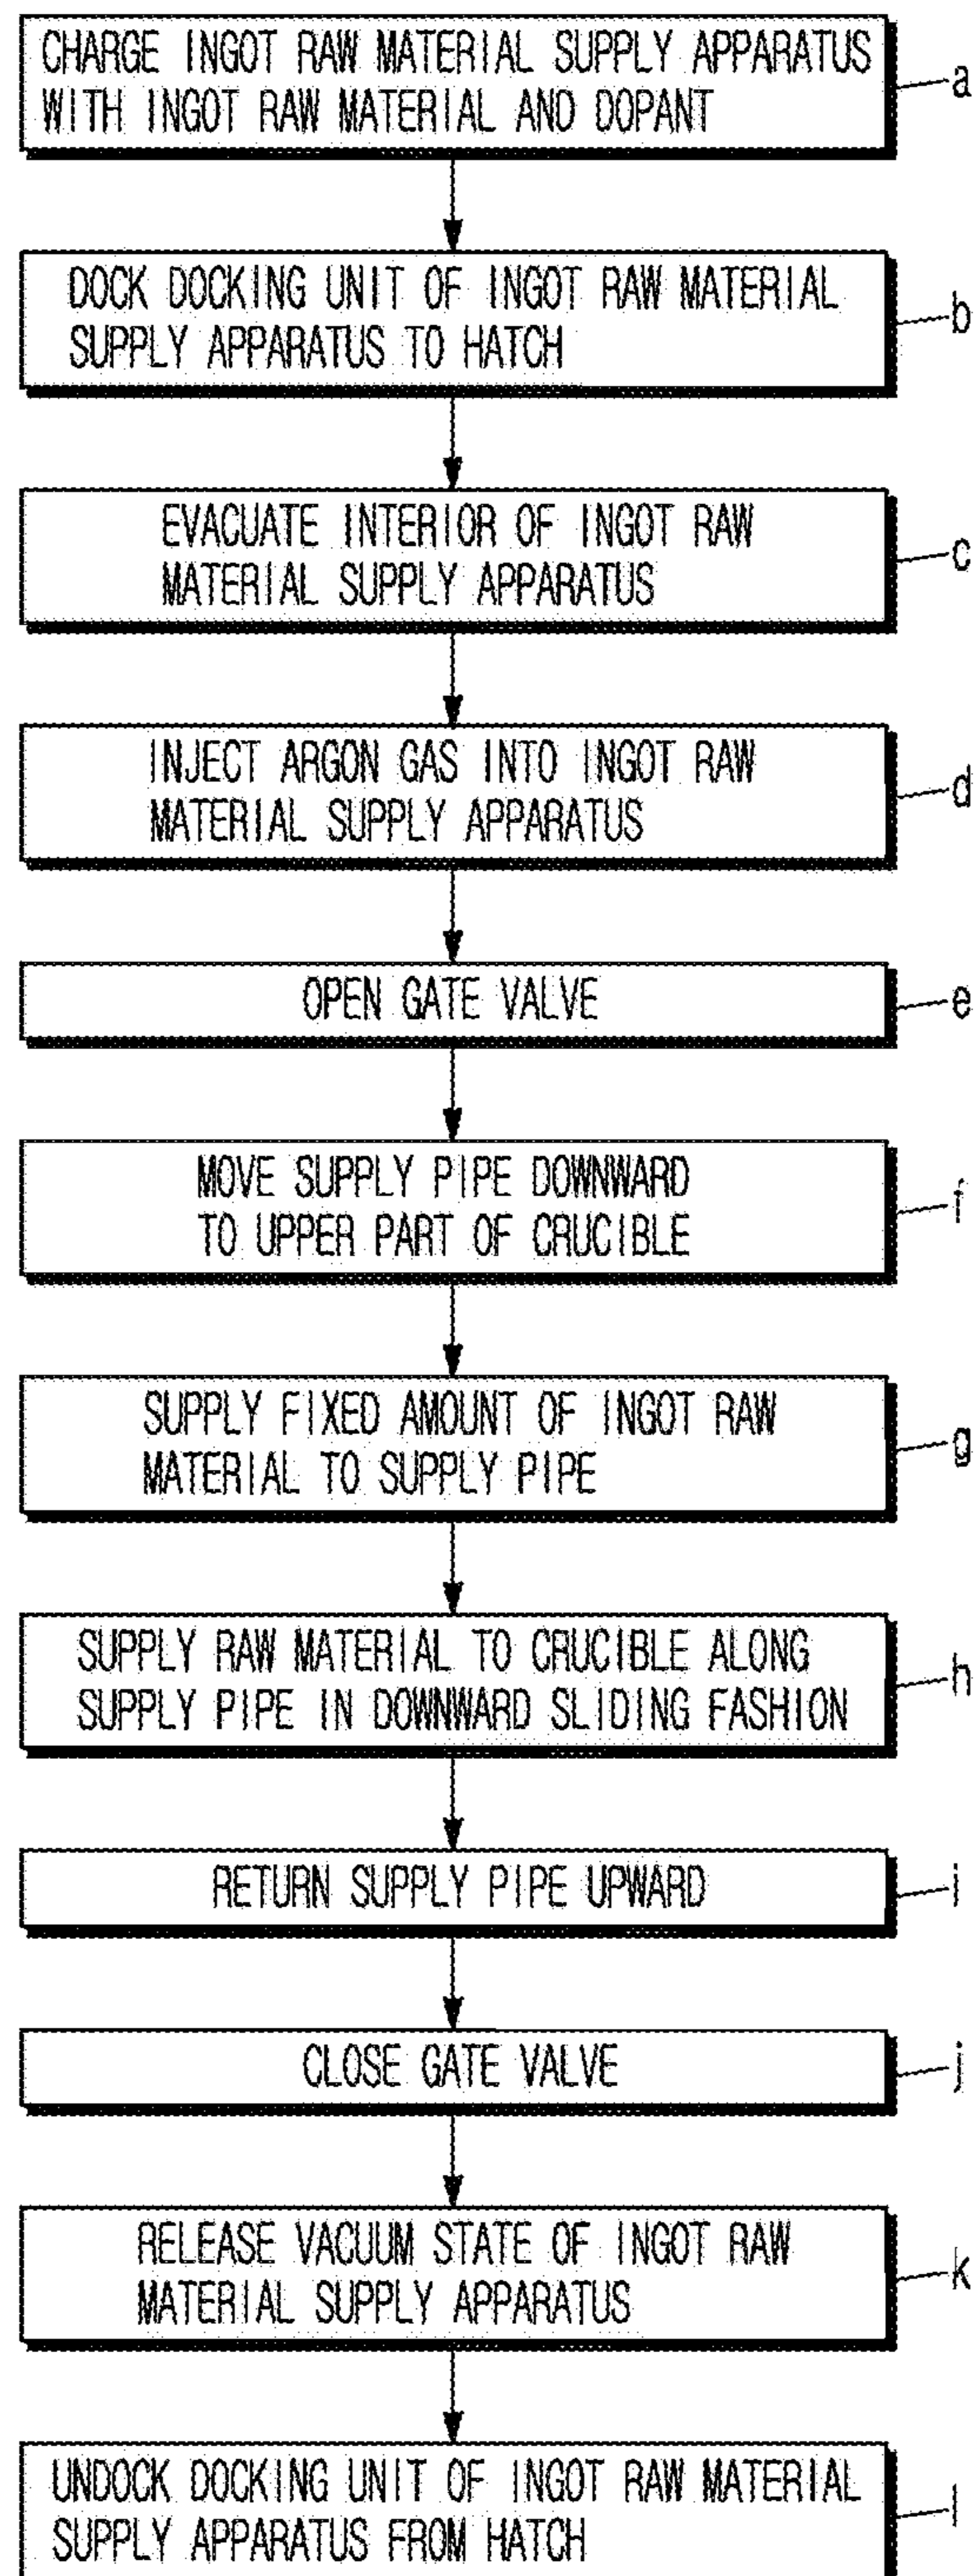 CHARGE INGOT RAW MATERIAL SUPPLY APPARATUS
WITH INGOT RAW MATERIAL AND DOPANT
a
DOCK DOCKING UNIT OF INGOT RAW MATERIAL
SUPPLY APPARATUS TO HATCH
b
EVACUATE INTERIOR OF INGOT RAW
MATERIAL SUPPLY APPARATUS
c
INJECT ARGON GAS INTO INGOT RAW
MATERIAL SUPPLY APPARATUS
d
OPEN GATE VALVE
e
MOVE SUPPLY PIPE DOWNWARD
TO UPPER PART OF CRUCIBLE
f
SUPPLY FIXED AMOUNT OF INGOT RAW
MATERIAL TO SUPPLY PIPE
g
SUPPLY RAW MATERIAL TO CRUCIBLE ALONG
SUPPLY PIPE IN DOWNWARD SLIDING FASHION
h
RETURN SUPPLY PIPE UPWARD
i
CLOSE GATE VALVE
j
RELEASE VACUUM STATE OF INGOT RAW
MATERIAL SUPPLY APPARATUS
k
UNDOCK DOCKING UNIT OF INGOT RAW MATERIAL
SUPPLY APPARATUS FROM HATCH
l